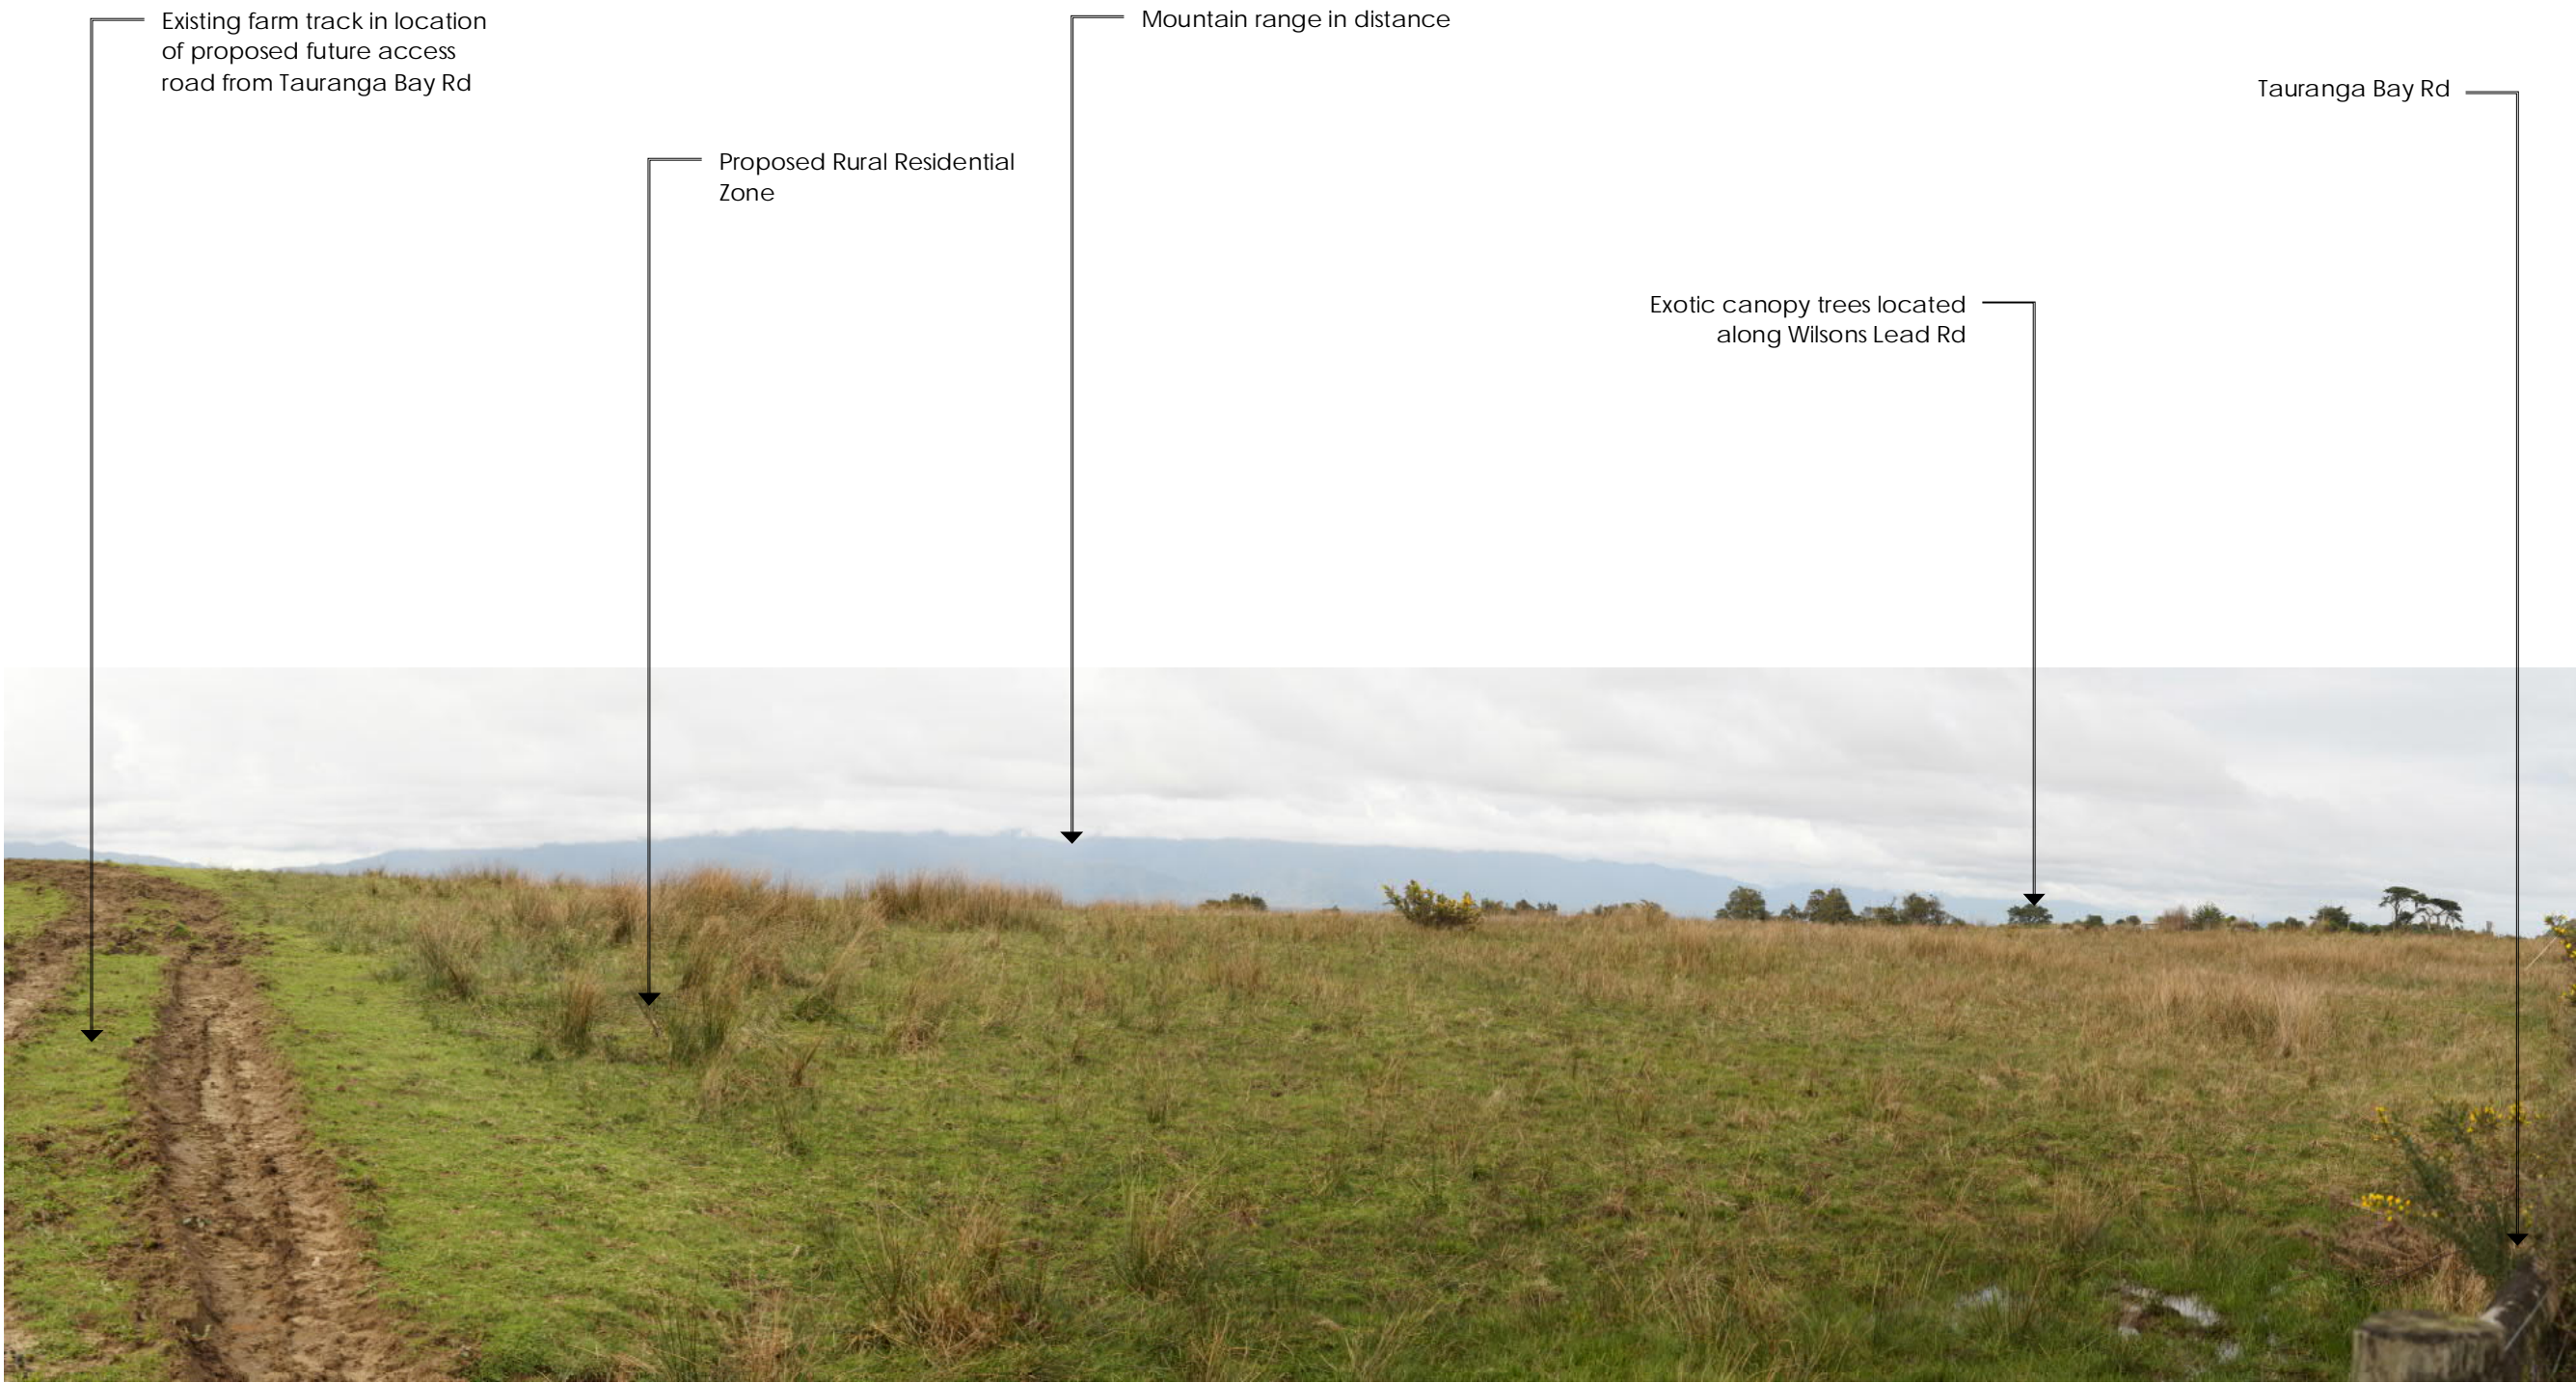 Existing farm track in location
of proposed future access
road from Tauranga Bay Rd
Mountain range in distance
Tauranga Bay Rd
Proposed Rural Residential
Zone
Exotic canopy trees located
along Wilsons Lead Rd